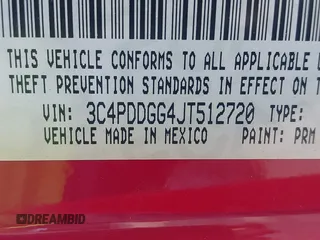 THIS VEHICLE CONFORMS TO ALL APPLICABLE
THEFT PREVENTION STANDARDS IN EFFECT ON T
VIN: 3C4PDDGG4JT512720 TYPE:
VEHICLE MADE IN MEXICO PAINT: PRM
DREAMBID